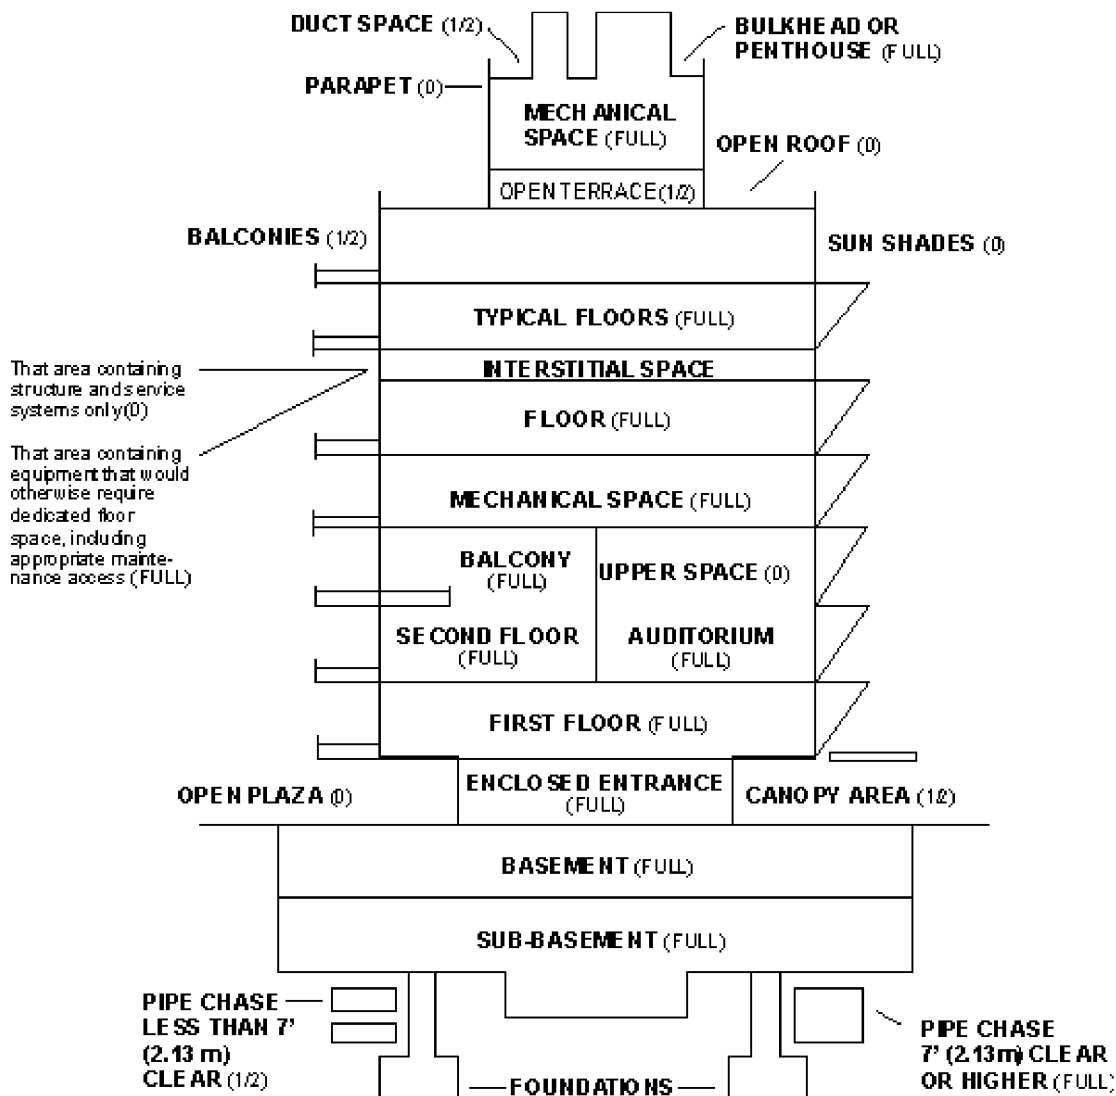 DUCT SPACE (1/2)
BULKHEAD OR
PENTHOUSE (FULL)
PARAPET (0)
MECHANICAL
SPACE (FULL)
OPEN ROOF (0)
OPEN TERRACE (1/2)
BALCONIES (1/2)
SUN SHADES (0)
TYPICAL FLOORS (FULL)
INTERSTITIAL SPACE
That area containing
structure and service
systems only (0)
FLOOR (FULL)
That area containing
equipment that would
otherwise require
dedicated floor
space, including
appropriate mainte-
nance access (FULL)
MECHANICAL SPACE (FULL)
BALCONY
(FULL)
UPPER SPACE (0)
SECOND FLOOR
(FULL)
AUDITORIUM
(FULL)
FIRST FLOOR (FULL)
OPEN PLAZA (0)
ENCLOSED ENTRANCE
(FULL)
CANOPY AREA (1/2)
BASEMENT (FULL)
SUB-BASEMENT (FULL)
PIPE CHASE
LESS THAN 7'
(2.13 m)
CLEAR (1/2)
FOUNDATIONS
PIPE CHASE
7' (2.13m) CLEAR
OR HIGHER (FULL)